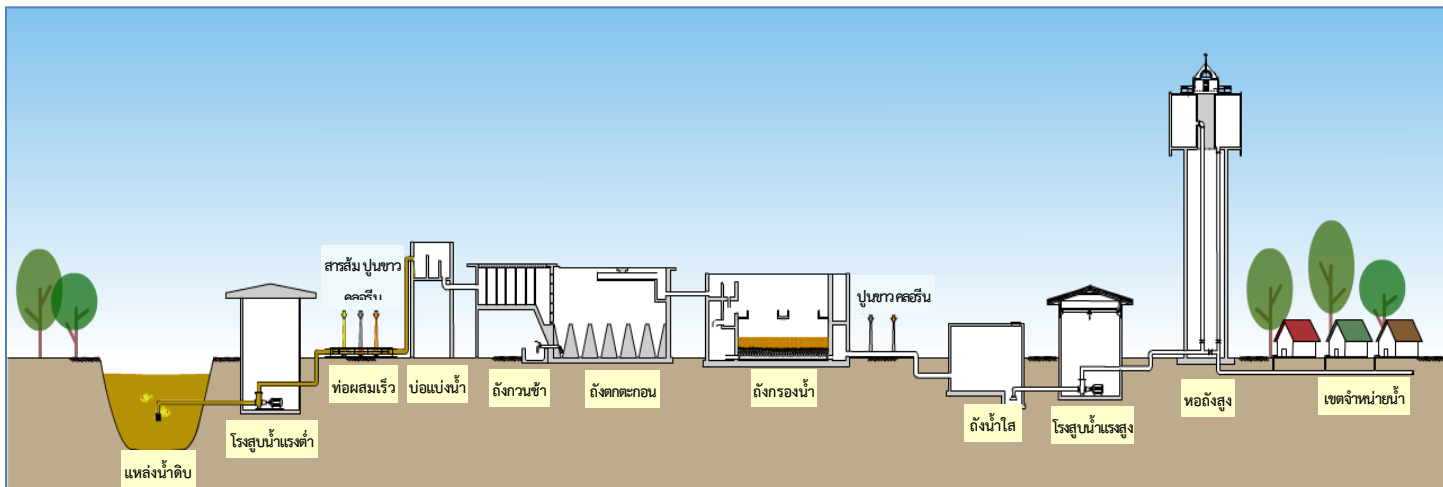 แหล่งน้ำดิบ
โรงสูบน้ำแรงต่ำ
สารส้ม ปูนขาว
คลอรีน
ท่อผสมเร็ว
บ่อแบ่งน้ำ
ถังกวนช้า
ถังตกตะกอน
ถังกรองน้ำ
ปูนขาว คลอรีน
ถังน้ำใส
โรงสูบน้ำแรงสูง
หอถังสูง
เขตจำหน่ายน้ำ